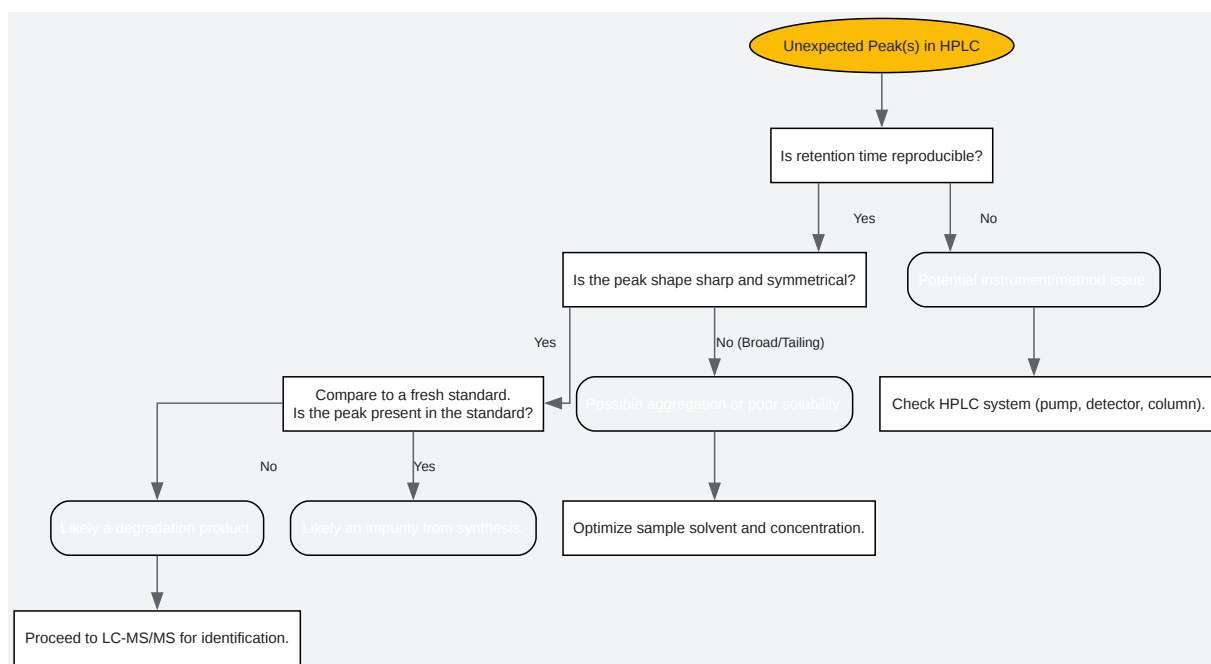 Unexpected Peak(s) in HPLC
Is retention time reproducible?
Yes
No
Is the peak shape sharp and symmetrical?
Potential instrument/method issue.
Yes
No (Broad/Tailing)
Compare to a fresh standard.
Is the peak present in the standard?
Possible aggregation or poor solubility.
Check HPLC system (pump, detector, column).
No
Yes
Likely a degradation product.
Likely an impurity from synthesis.
Optimize sample solvent and concentration.
Proceed to LC-MS/MS for identification.